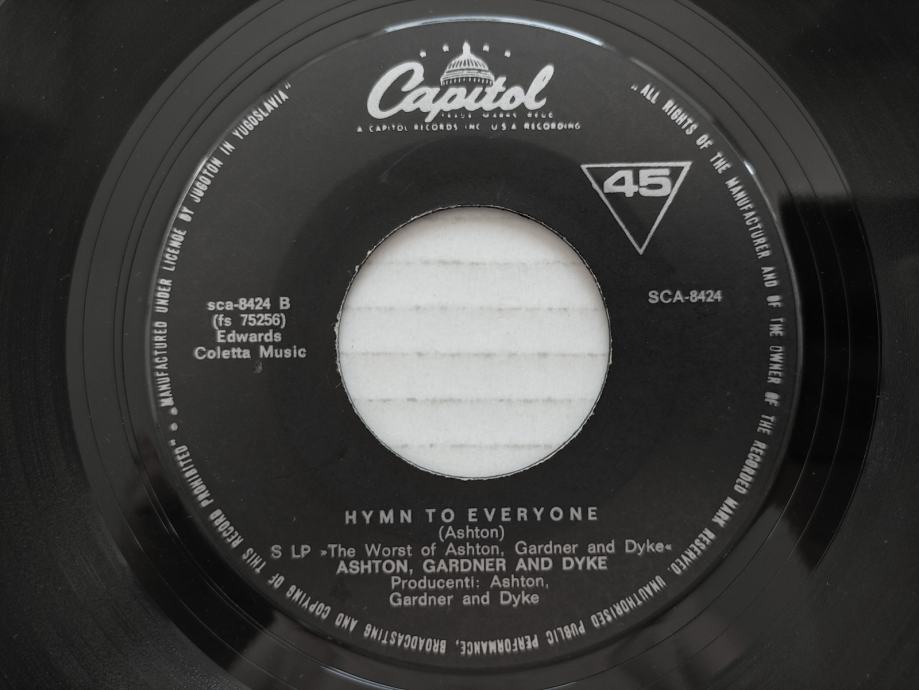 Capitol
TRADE MARKS REGD
A CAPITOL RECORDS INC U S A RECORDING
45
SCA-8424
sca-8424 B
(fs 75256)
Edwards
Coletta Music
HYMN TO EVERYONE
(Ashton)
S LP »The Worst of Ashton, Gardner and Dyke«
ASHTON, GARDNER AND DYKE
Producenti: Ashton,
Gardner and Dyke
MANUFACTURED UNDER LICENCE BY JUGOTON IN YUGOSLAVIA"
„ALL RIGHTS OF THE MANUFACTURER AND OF THE OWNER OF THE RECORDED MARK RESERVED, UNAUTHORISED PUBLIC PERFORMANCE, BROADCASTING AND COPYING OF THIS RECORD PROHIBITED"